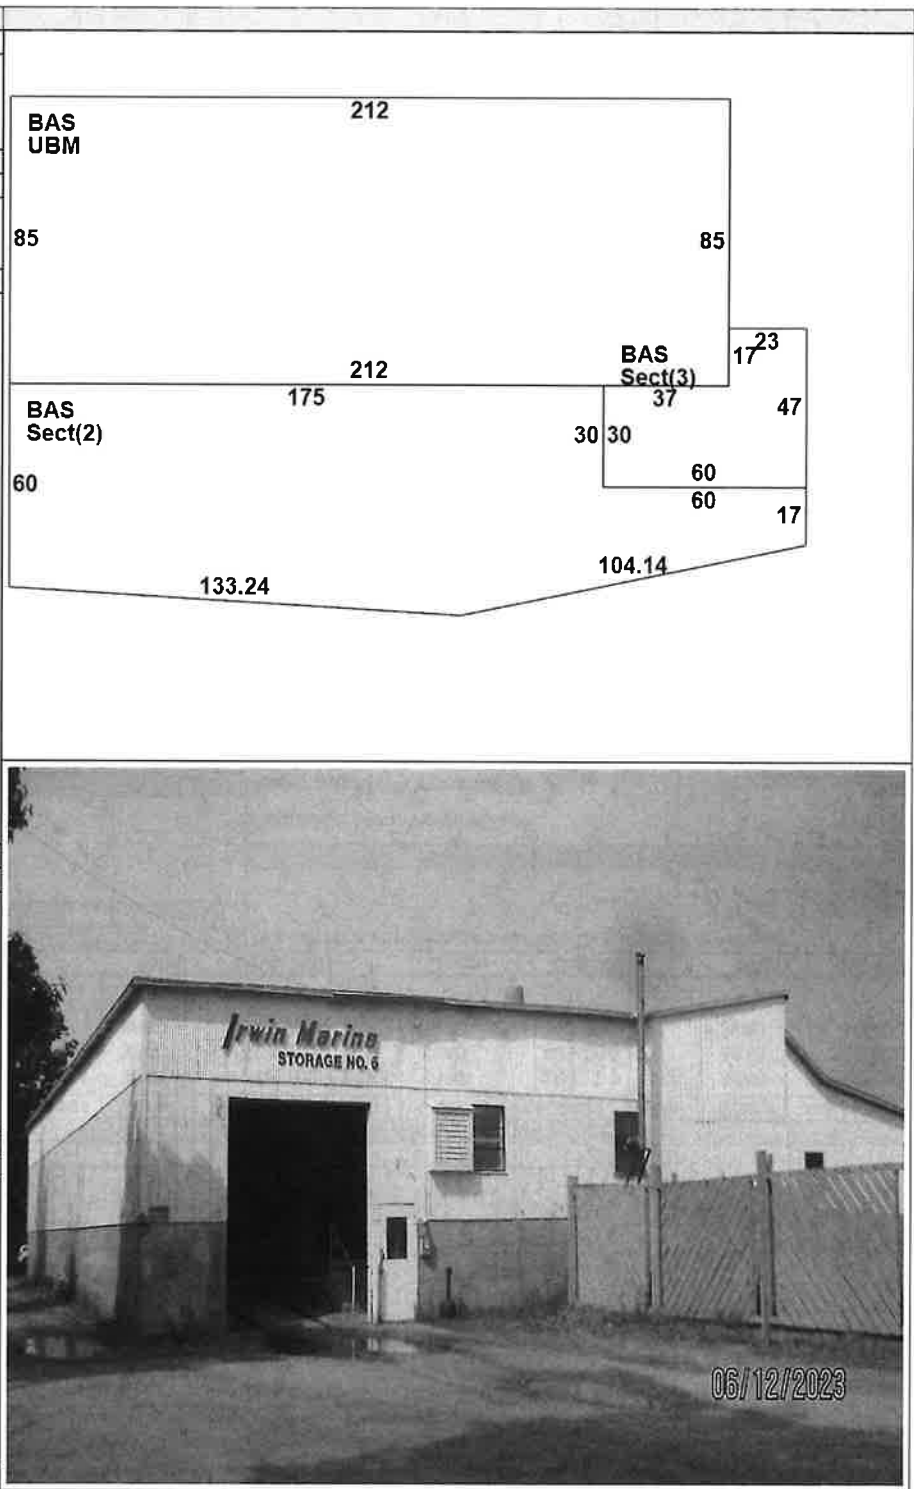 212
BAS
UBM
85
85
23
17
BAS
Sect(3)
212
175
37
BAS
Sect(2)
47
30
30
60
60
60
17
104.14
133.24
Irwin Marine
STORAGE NO. 6
06/12/2023